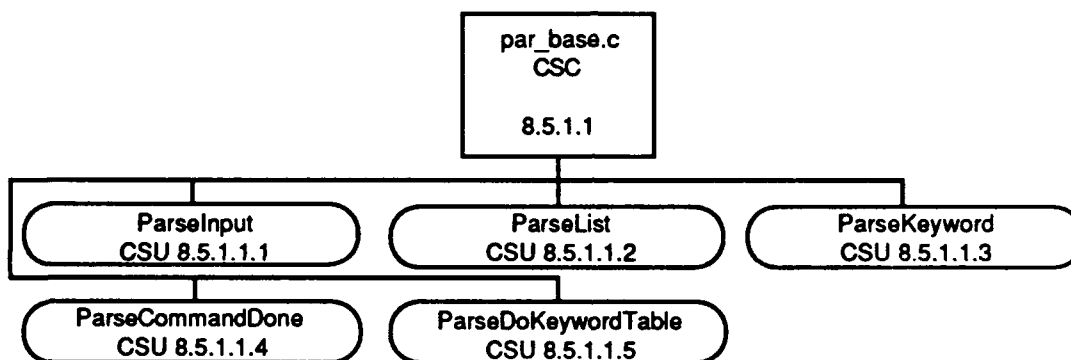 par_base.c
CSC
8.5.1.1
ParseInput
CSU 8.5.1.1.1
ParseList
CSU 8.5.1.1.2
ParseKeyword
CSU 8.5.1.1.3
ParseCommandDone
CSU 8.5.1.1.4
ParseDoKeywordTable
CSU 8.5.1.1.5